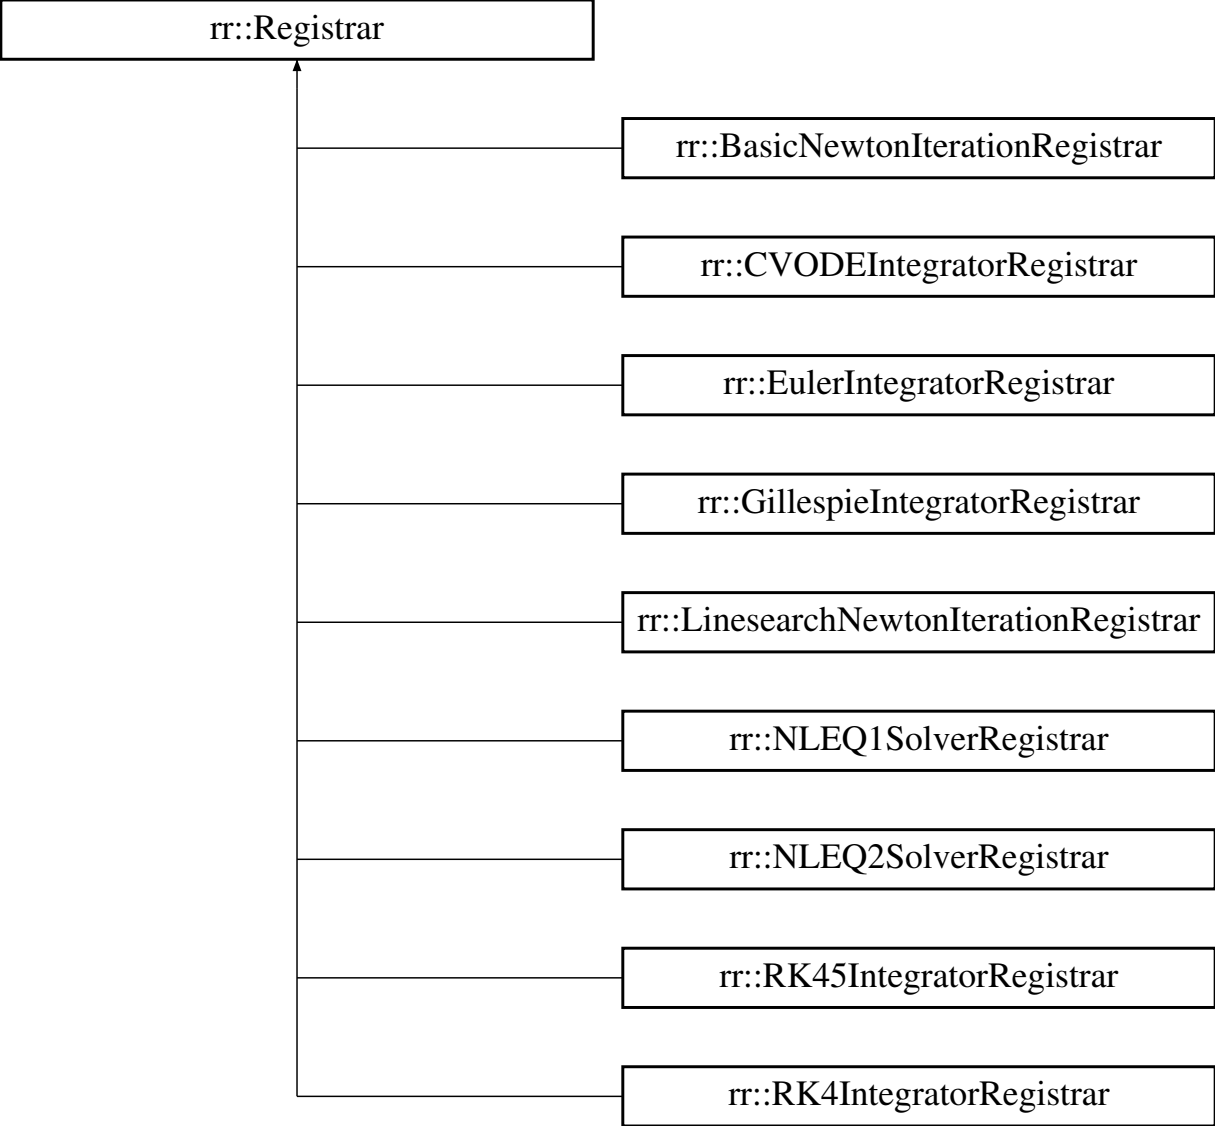 rr::Registrar
rr::BasicNewtonIterationRegistrar
rr::CVODEIntegratorRegistrar
rr::EulerIntegratorRegistrar
rr::GillespieIntegratorRegistrar
rr::LinesearchNewtonIterationRegistrar
rr::NLEQ1SolverRegistrar
rr::NLEQ2SolverRegistrar
rr::RK45IntegratorRegistrar
rr::RK4IntegratorRegistrar